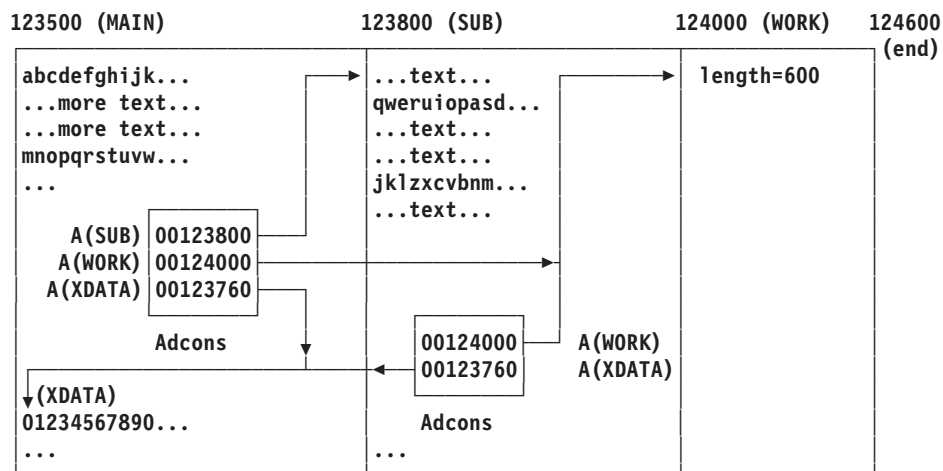 123500 (MAIN) 123800 (SUB) 124000 (WORK) 124600
(end)
abcdefghijk... ...text... length=600
...more text... qweruiopasd...
...more text... ...text...
mnopqrstuvw... ...text...
... jklzxcvbnm...
...text...
A(SUB) 00123800
A(WORK) 00124000
A(XDATA) 00123760
Adcons 00124000 A(WORK)
00123760 A(XDATA)
(XDATA)
01234567890... Adcons
... ...